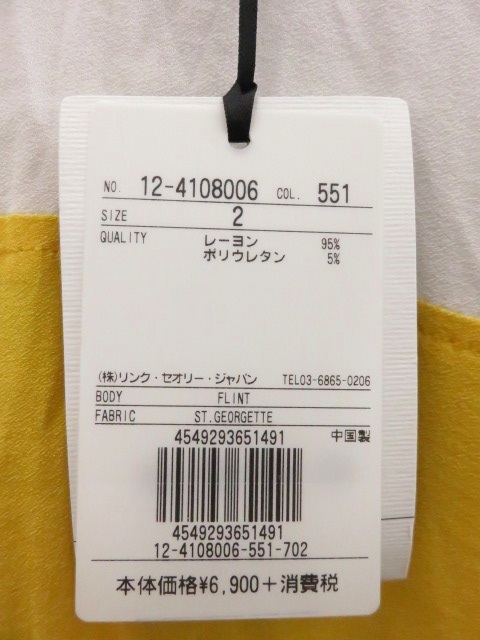 NO. 12-4108006 COL. 551
SIZE 2
QUALITY レーヨン 95%
ポリウレタン 5%
(株)リンク・セオリー・ジャパン TEL03-6865-0206
BODY FLINT
FABRIC ST.GEORGETTE
4549293651491 中国製
4549293651491
12-4108006-551-702
本体価格¥6,900+消費税